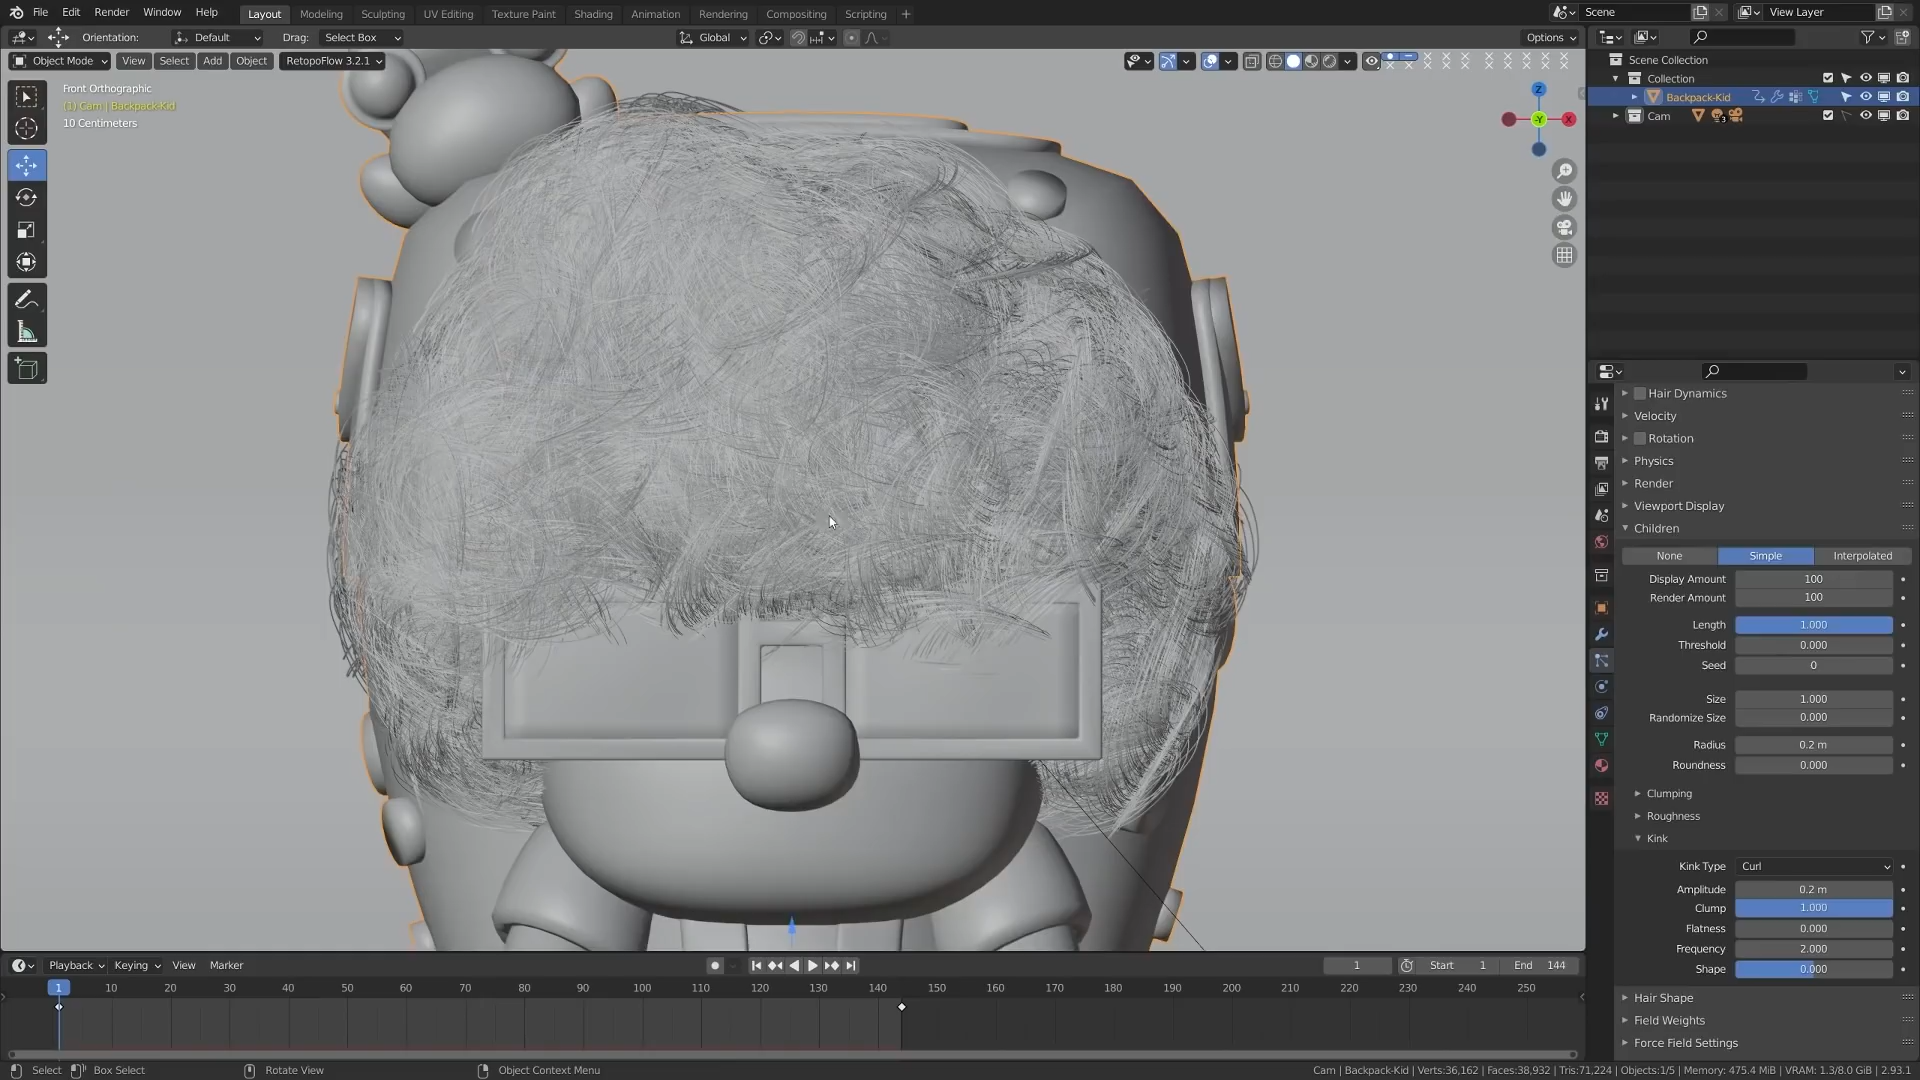 File Edit Render Window Help Layout Modeling Sculpting UV Editing Texture Paint Shading Animation Rendering Compositing Scripting + Scene View Layer
Orientation: Default Drag: Select Box Global Options
Object Mode View Select Add Object RetopoFlow 3.2.1
Front Orthographic
(1) Cam | Backpack-Kid
10 Centimeters
Z
-Y
X
Scene Collection
Collection
Backpack-Kid
Cam 3
Hair Dynamics
Velocity
Rotation
Physics
Render
Viewport Display
Children
None Simple Interpolated
Display Amount 100
Render Amount 100
Length 1.000
Threshold 0.000
Seed 0
Size 1.000
Randomize Size 0.000
Radius 0.2 m
Roundness 0.000
Clumping
Roughness
Kink
Kink Type Curl
Amplitude 0.2 m
Clump 1.000
Flatness 0.000
Frequency 2.000
Shape 0.000
Hair Shape
Field Weights
Force Field Settings
Playback Keying View Marker 1 Start 1 End 144
1 10 20 30 40 50 60 70 80 90 100 110 120 130 140 150 160 170 180 190 200 210 220 230 240 250
Select Box Select Rotate View Object Context Menu Cam | Backpack-Kid | Verts:36,162 | Faces:38,932 | Tris:71,224 | Objects:1/5 | Memory: 475.4 MiB | VRAM: 1.3/8.0 GiB | 2.93.1